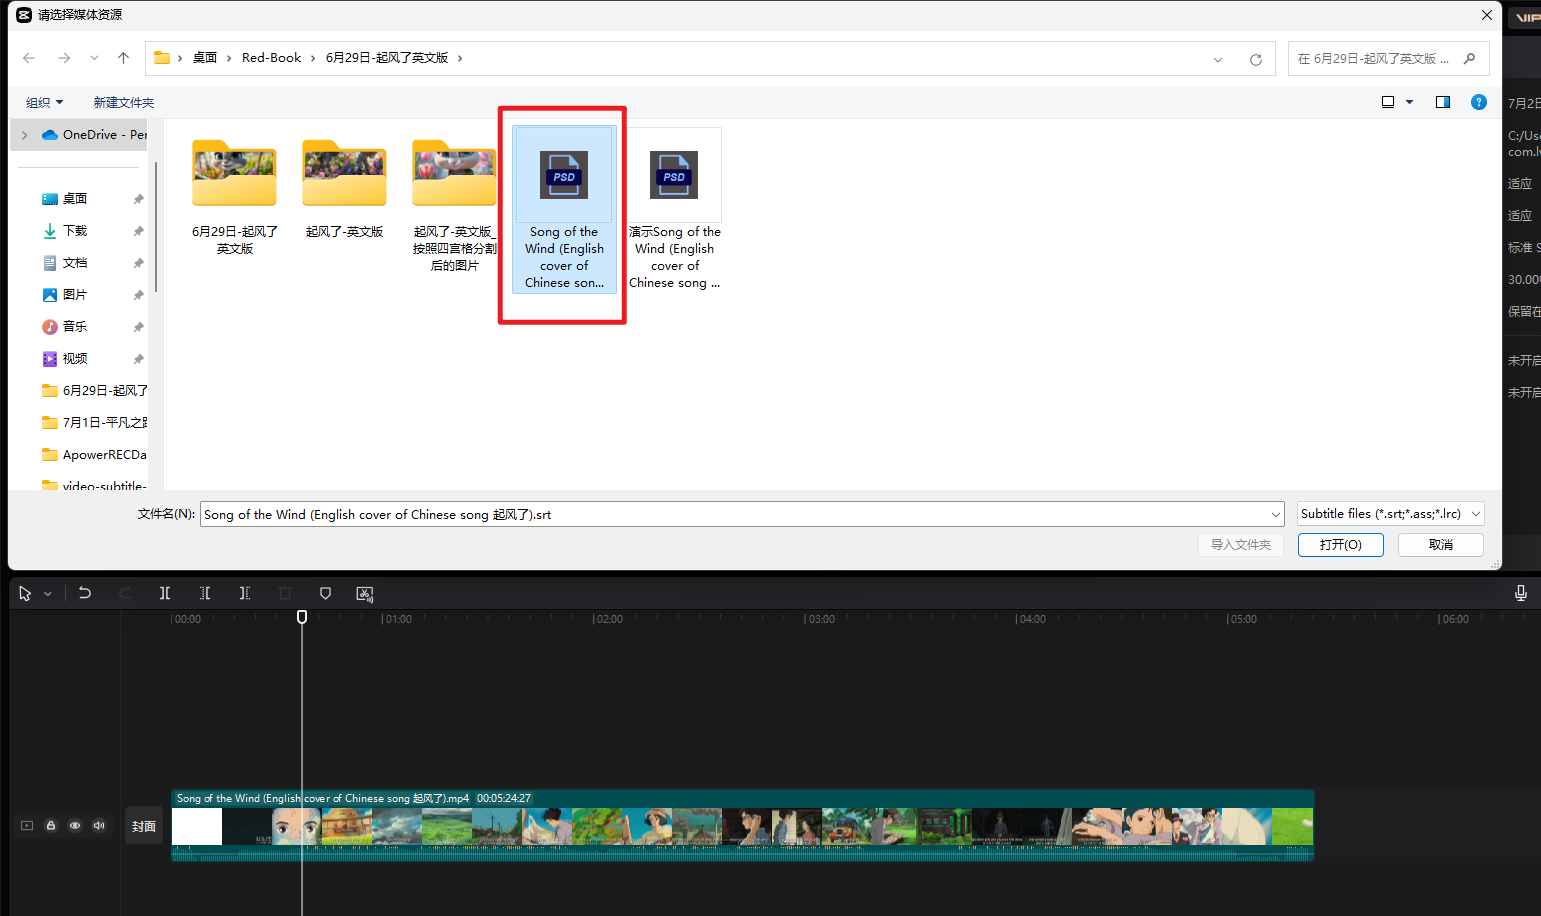 请选择媒体资源
VIP
桌面 › Red-Book › 6月29日-起风了英文版 ›
在 6月29日-起风了英文版 ...
组织
新建文件夹
7月2日
OneDrive - Per
桌面
下载
文档
图片
音乐
视频
6月29日-起风了
7月1日-平凡之路
ApowerRECDa
video-subtitle-
6月29日-起风了
英文版
起风了-英文版
起风了-英文版_
按照四宫格分割
后的图片
PSD
Song of the
Wind (English
cover of
Chinese son...
PSD
演示Song of the
Wind (English
cover of
Chinese song ...
C:/Use
com.lv
适应
适应
标准 S
30.00
保留在
未开启
未开启
文件名(N):
Song of the Wind (English cover of Chinese song 起风了).srt
Subtitle files (*.srt;*.ass;*.lrc)
导入文件夹
打开(O)
取消
00:00
01:00
02:00
03:00
04:00
05:00
06:00
Song of the Wind (English cover of Chinese song 起风了).mp4 00:05:24:27
封面